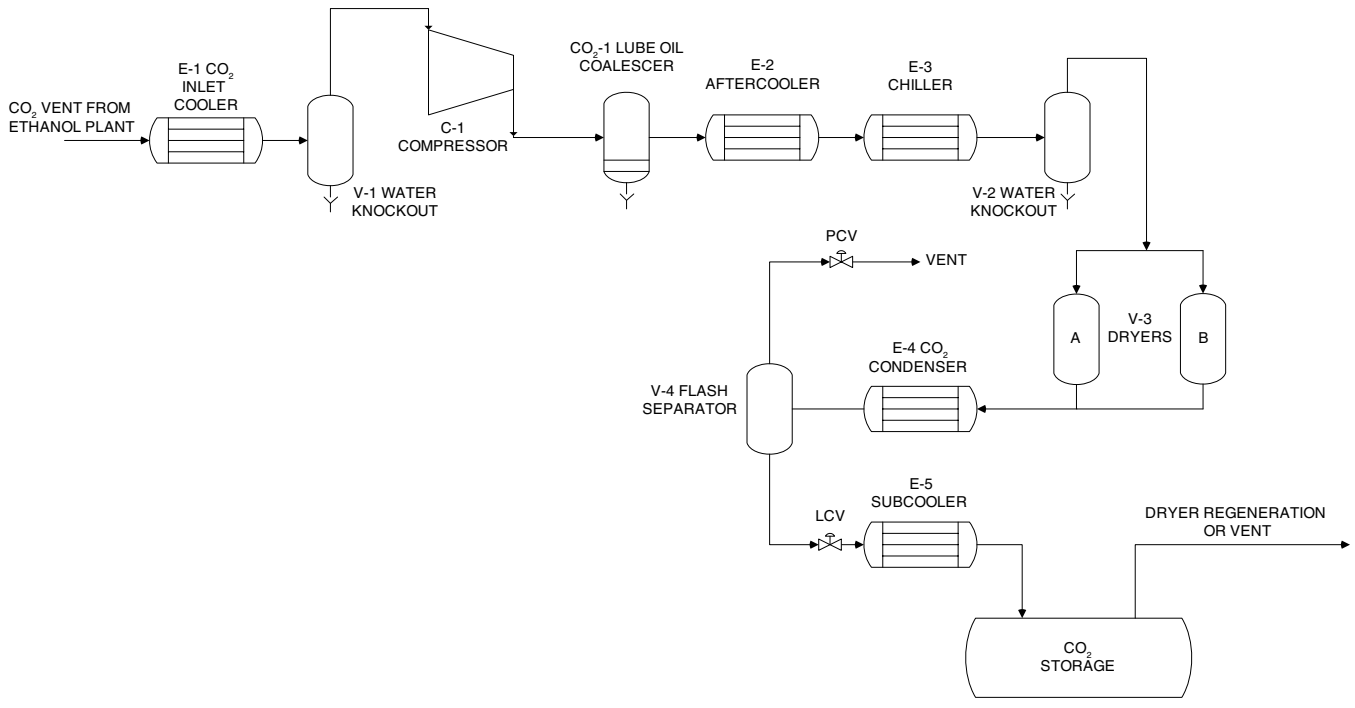 E-1 CO₂
INLET
COOLER
CO₂ VENT FROM
ETHANOL PLANT
V-1 WATER
KNOCKOUT
C-1
COMPRESSOR
CO₂-1 LUBE OIL
COALESCER
E-2
AFTERCOOLER
E-3
CHILLER
V-2 WATER
KNOCKOUT
PCV
VENT
A
V-3
DRYERS
B
E-4 CO₂
CONDENSER
V-4 FLASH
SEPARATOR
E-5
SUBCOOLER
LCV
DRYER REGENERATION
OR VENT
CO₂
STORAGE